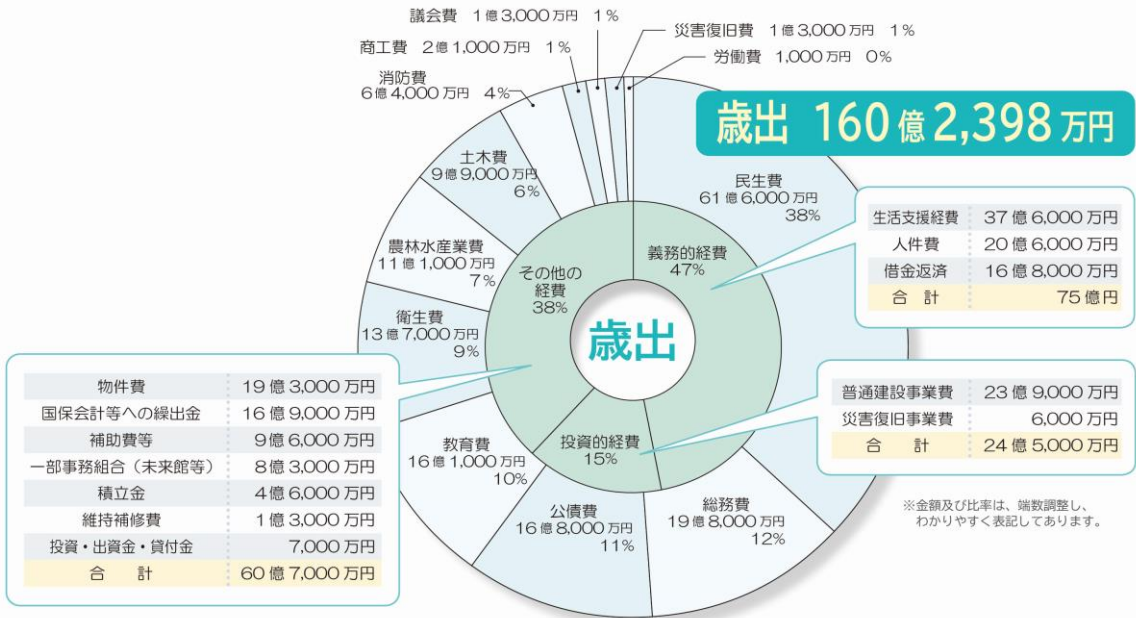 議会費 1億3,000万円 1%
災害復旧費 1億3,000万円 1%
商工費 2億1,000万円 1%
労働費 1,000万円 0%
消防費
6億4,000万円 4%
歳出 160億2,398万円
土木費
9億9,000万円
6%
民生費
61億6,000万円
38%
農林水産業費
11億1,000万円
7%
衛生費
13億7,000万円
9%
その他の
経費
38%
義務的経費
47%
歳出
生活支援経費 37億6,000万円
人件費 20億6,000万円
借金返済 16億8,000万円
合計 75億円
物件費 19億3,000万円
国保会計等への繰出金 16億9,000万円
補助費等 9億6,000万円
一部事務組合（未来館等） 8億3,000万円
積立金 4億6,000万円
維持補修費 1億3,000万円
投資・出資金・貸付金 7,000万円
合計 60億7,000万円
普通建設事業費 23億9,000万円
災害復旧事業費 6,000万円
合計 24億5,000万円
投資的経費
15%
教育費
16億1,000万円
10%
公債費
16億8,000万円
11%
総務費
19億8,000万円
12%
※金額及び比率は、端数調整し、
わかりやすく表記してあります。